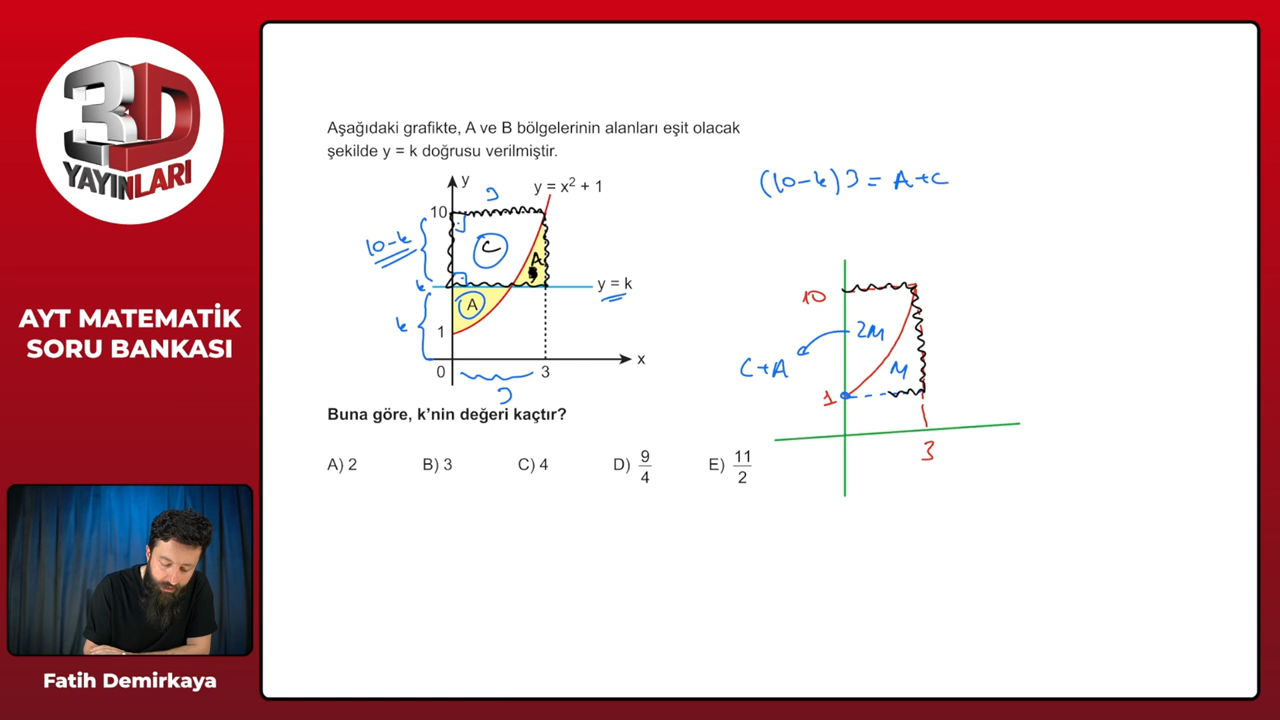 3D
YAYINLARI
AYT MATEMATİK
SORU BANKASI
Fatih Demirkaya
Aşağıdaki grafikte, A ve B bölgelerinin alanları eşit olacak
şekilde y = k doğrusu verilmiştir.
y
3
y = x² + 1
10
C
A
10-k
k
y = k
A
k
1
x
0
3
3
Buna göre, k'nin değeri kaçtır?
A) 2 B) 3 C) 4 D) 9/4 E) 11/2
(10-k)3 = A+C
10
2M
C+A
M
1
3